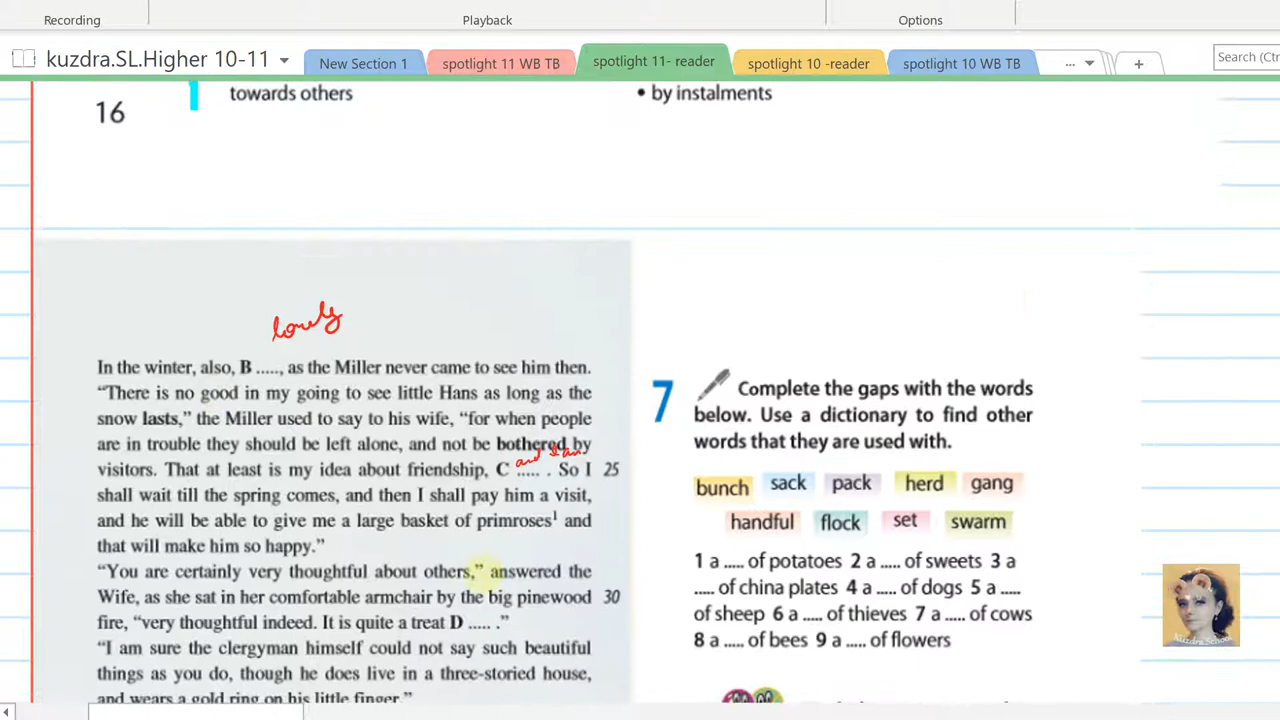 Recording
Playback
Options
kuzdra.SL.Higher 10-11
New Section 1
spotlight 11 WB TB
spotlight 11- reader
spotlight 10 -reader
spotlight 10 WB TB
...
+
Search (Ctr
towards others
• by instalments
16
lonely
In the winter, also, B ....., as the Miller never came to see him then.
“There is no good in my going to see little Hans as long as the
snow lasts,” the Miller used to say to his wife, “for when people
are in trouble they should be left alone, and not be bothered by
and I am
visitors. That at least is my idea about friendship, C ..... . So I 25
shall wait till the spring comes, and then I shall pay him a visit,
and he will be able to give me a large basket of primroses¹ and
that will make him so happy.”
“You are certainly very thoughtful about others,” answered the
Wife, as she sat in her comfortable armchair by the big pinewood 30
fire, “very thoughtful indeed. It is quite a treat D ..... .”
“I am sure the clergyman himself could not say such beautiful
things as you do, though he does live in a three-storied house,
and wears a gold ring on his little finger.”
7 Complete the gaps with the words
below. Use a dictionary to find other
words that they are used with.
bunch sack pack herd gang
handful flock set swarm
1 a ..... of potatoes 2 a ..... of sweets 3 a
..... of china plates 4 a ..... of dogs 5 a .....
of sheep 6 a ..... of thieves 7 a ..... of cows
8 a ..... of bees 9 a ..... of flowers
Kuzdra School